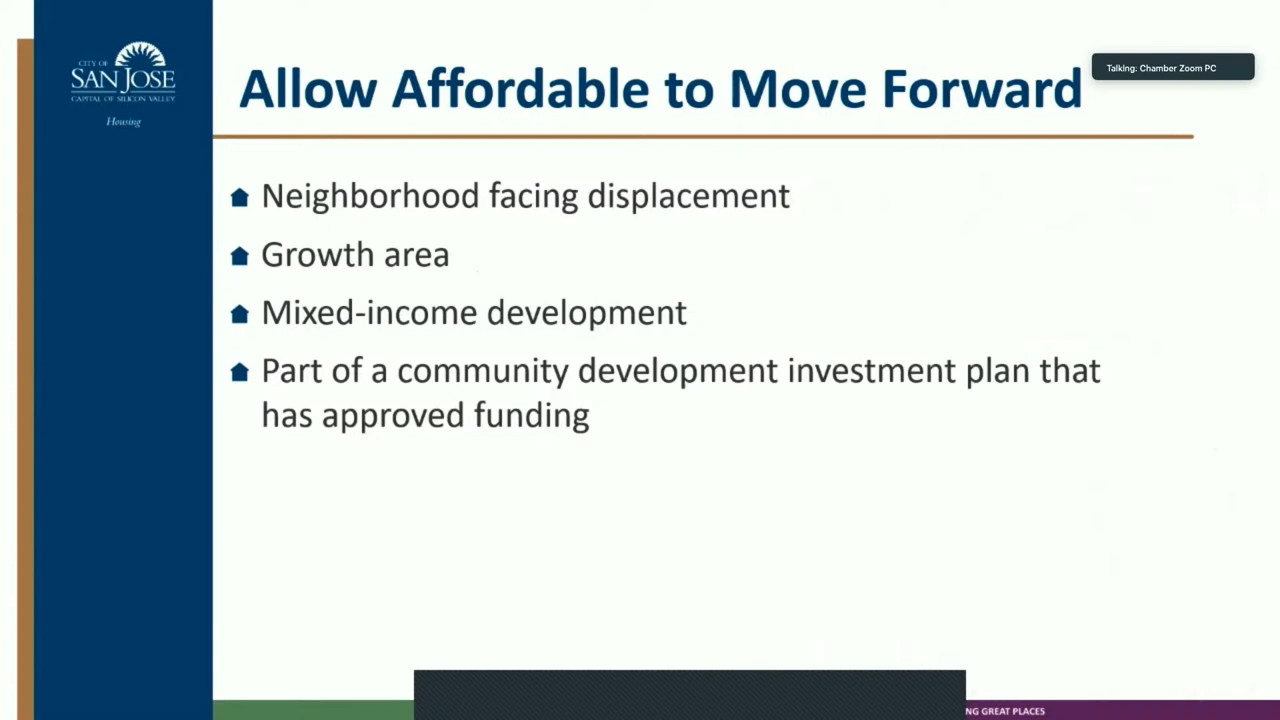 CITY OF
SAN JOSE
CAPITAL OF SILICON VALLEY
Housing
Allow Affordable to Move Forward
Talking: Chamber Zoom PC
Neighborhood facing displacement
Growth area
Mixed-income development
Part of a community development investment plan that
has approved funding
GREAT PLACES